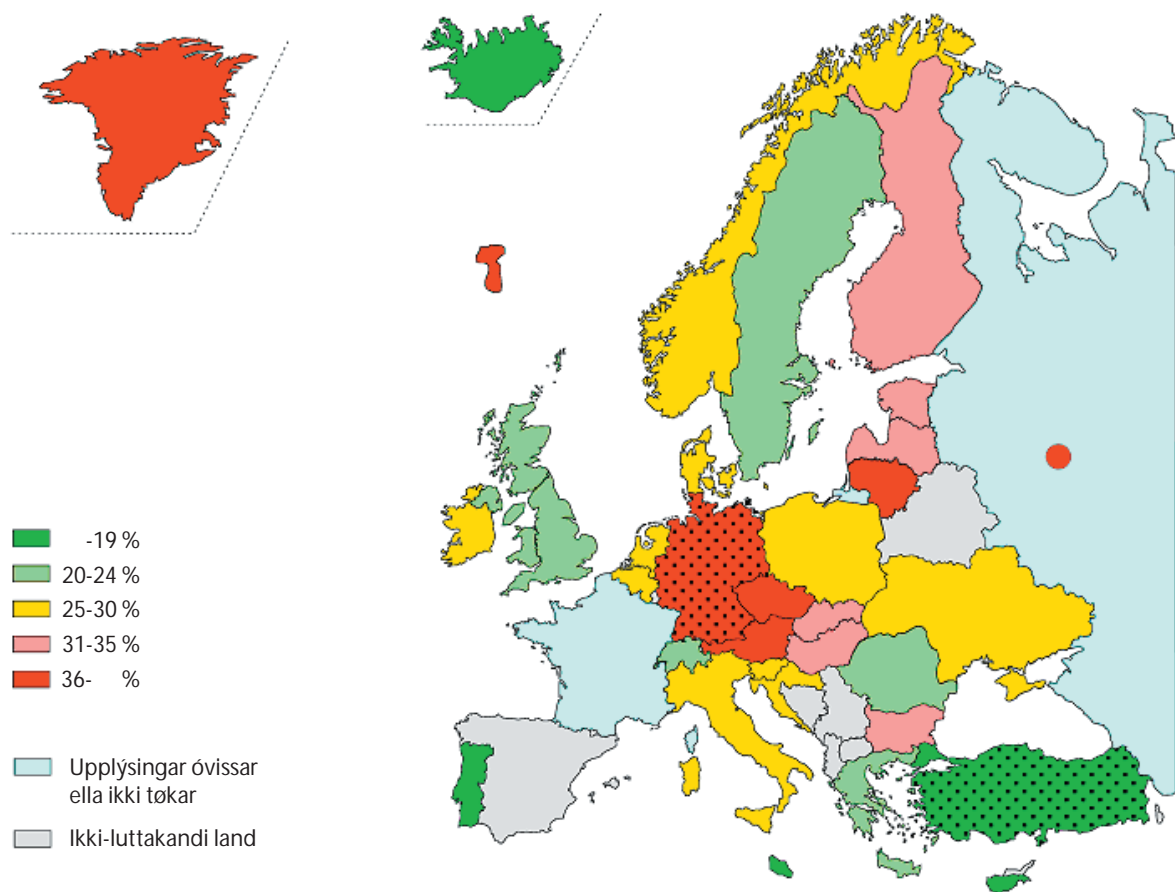 -19 %
20-24 %
25-30 %
31-35 %
36- %
Upplýsingar óvissar
ella ikki tøkar
Ikki-luttakandi land